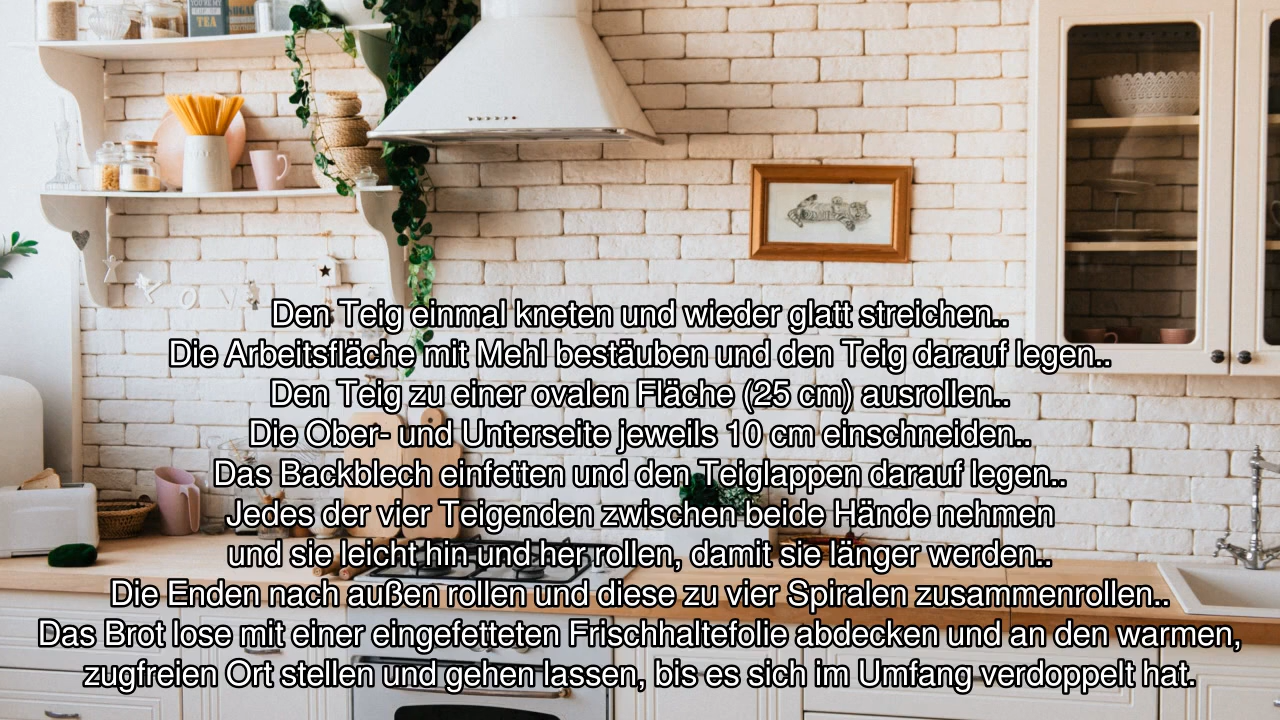 YOU'RE MY
TEA
SUGAR
Den Teig einmal kneten und wieder glatt streichen..
Die Arbeitsfläche mit Mehl bestäuben und den Teig darauf legen..
Den Teig zu einer ovalen Fläche (25 cm) ausrollen..
Die Ober- und Unterseite jeweils 10 cm einschneiden..
Das Backblech einfetten und den Teiglappen darauf legen..
Jedes der vier Teigenden zwischen beide Hände nehmen
und sie leicht hin und her rollen, damit sie länger werden..
Die Enden nach außen rollen und diese zu vier Spiralen zusammenrollen..
Das Brot lose mit einer eingefetteten Frischhaltefolie abdecken und an den warmen,
zugfreien Ort stellen und gehen lassen, bis es sich im Umfang verdoppelt hat.